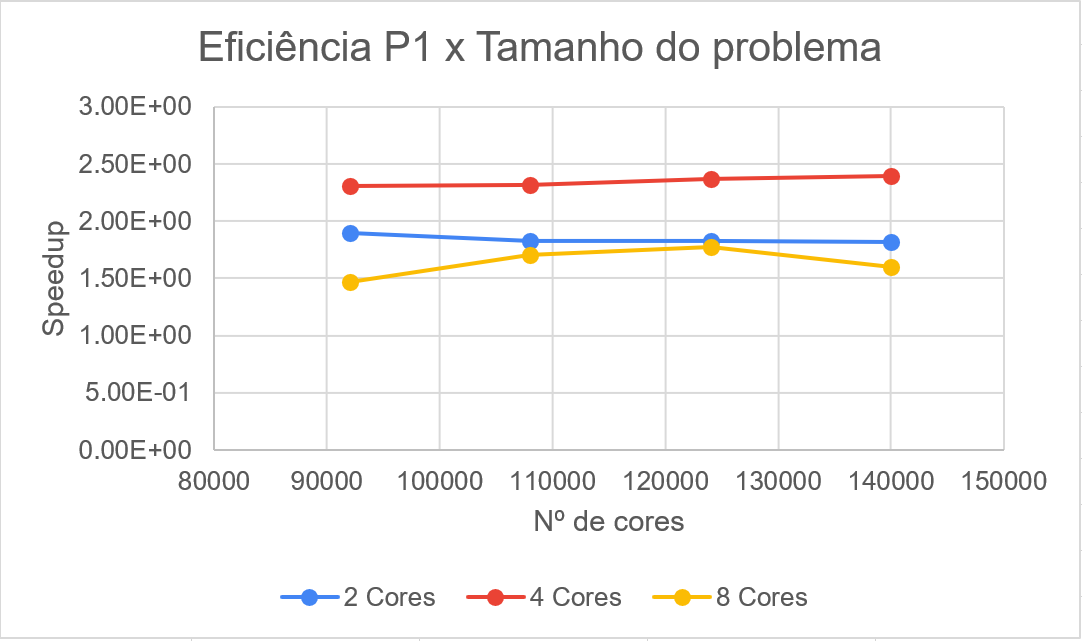 Eficiência P1 x Tamanho do problema
3.00E+00
2.50E+00
2.00E+00
1.50E+00
1.00E+00
5.00E-01
0.00E+00
Speedup
80000 90000 100000 110000 120000 130000 140000 150000
Nº de cores
2 Cores 4 Cores 8 Cores